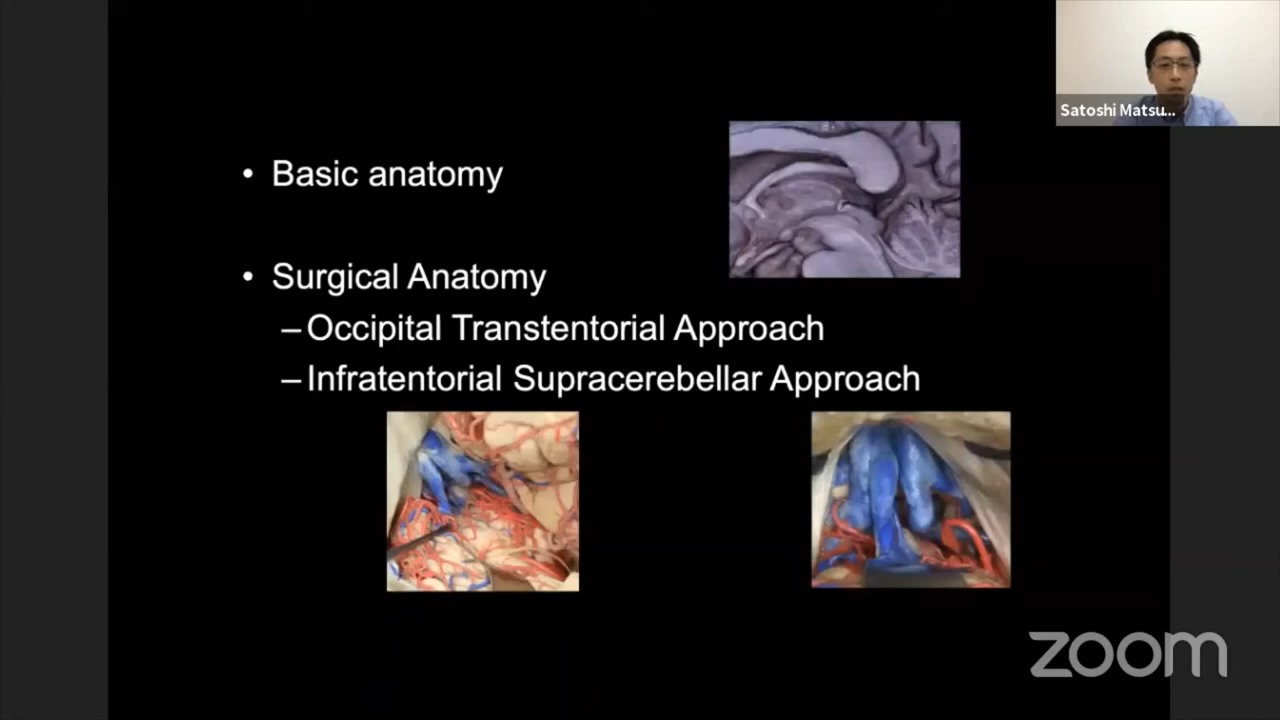 Satoshi Matsu...
• Basic anatomy
• Surgical Anatomy
– Occipital Transtentorial Approach
– Infratentorial Supracerebellar Approach
zoom